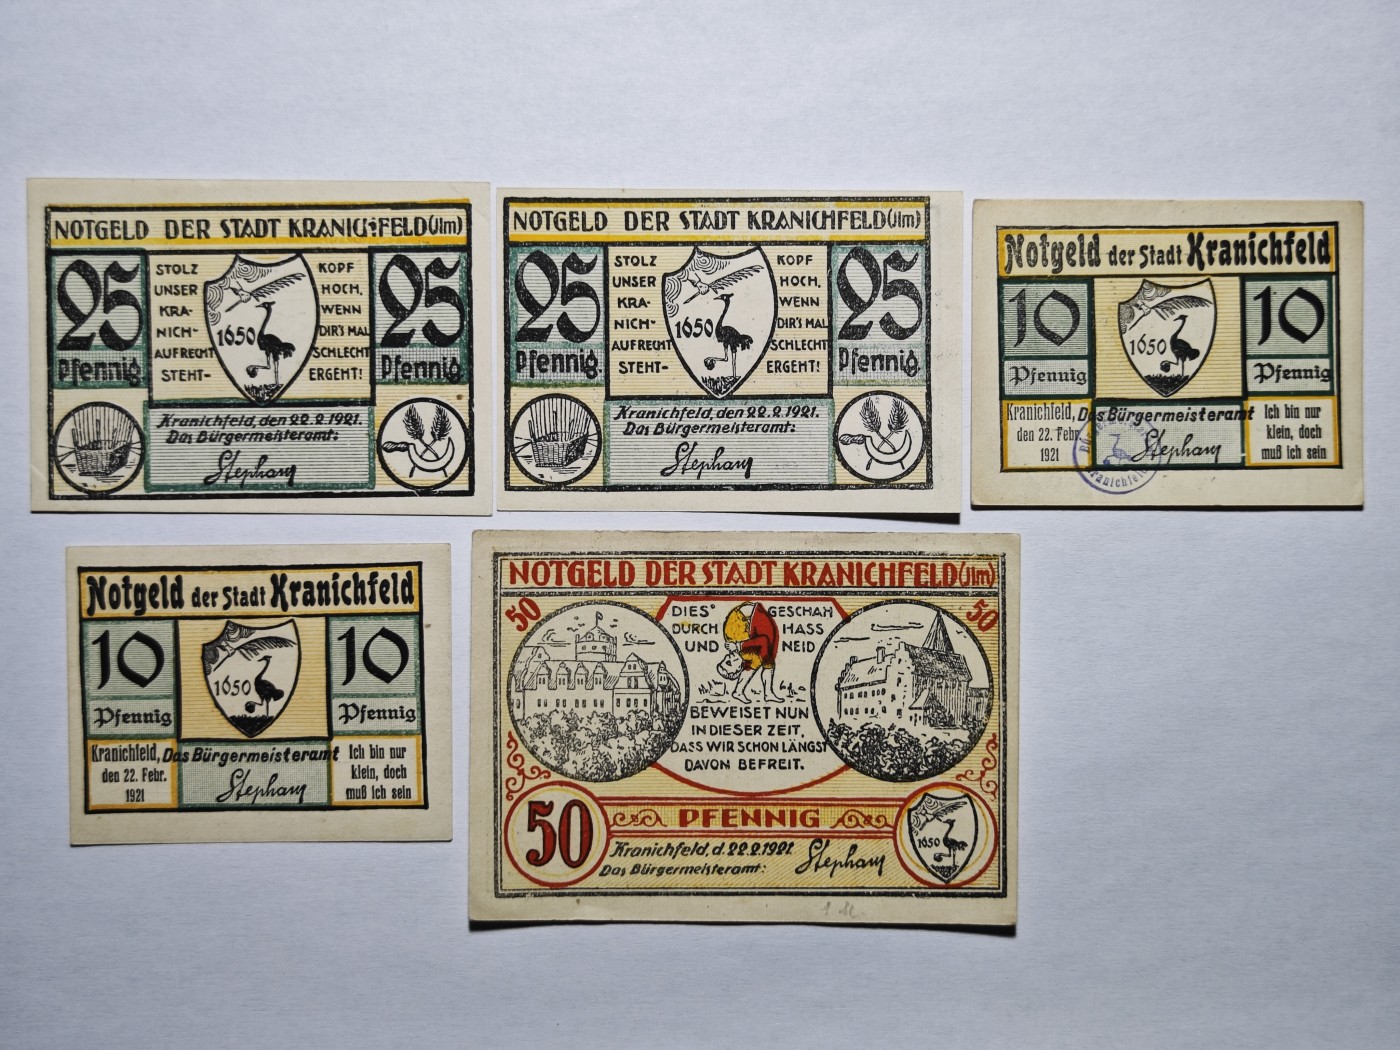 NOTGELD DER STADT KRANICHFELD (Jlm)
25
Pfennig
STOLZ
UNSER
KRA-
NICH-
AUFRECHT
STEHT-
1650
KOPF
HOCH,
WENN
DIR'S MAL
SCHLECHT
ERGEHT!
25
Pfennig
Kranichfeld, den 22.2.1921.
Das Bürgermeisteramt:
Stephany
NOTGELD DER STADT KRANICHFELD (Jlm)
25
Pfennig
STOLZ
UNSER
KRA-
NICH-
AUFRECHT
STEHT-
1650
KOPF
HOCH,
WENN
DIR'S MAL
SCHLECHT
ERGEHT!
25
Pfennig
Kranichfeld, den 22.2.1921.
Das Bürgermeisteramt:
Stephany
Notgeld der Stadt Kranichfeld
10
Pfennig
1650
10
Pfennig
Kranichfeld,
den 22. Febr.
1921
Das Bürgermeisteramt
Stephany
Kranichfeld
Ich bin nur
klein, doch
muß ich sein
Notgeld der Stadt Kranichfeld
10
Pfennig
1650
10
Pfennig
Kranichfeld,
den 22. Febr.
1921
Das Bürgermeisteramt
Stephany
Ich bin nur
klein, doch
muß ich sein
NOTGELD DER STADT KRANICHFELD (Jlm)
50
50
DIES GESCHAH
DURCH HASS
UND NEID
BEWEISET NUN
IN DIESER ZEIT,
DASS WIR SCHON LÄNGST
DAVON BEFREIT.
50
PFENNIG
Kranichfeld, d. 22.2.1921.
Das Bürgermeisteramt:
Stephany
1650